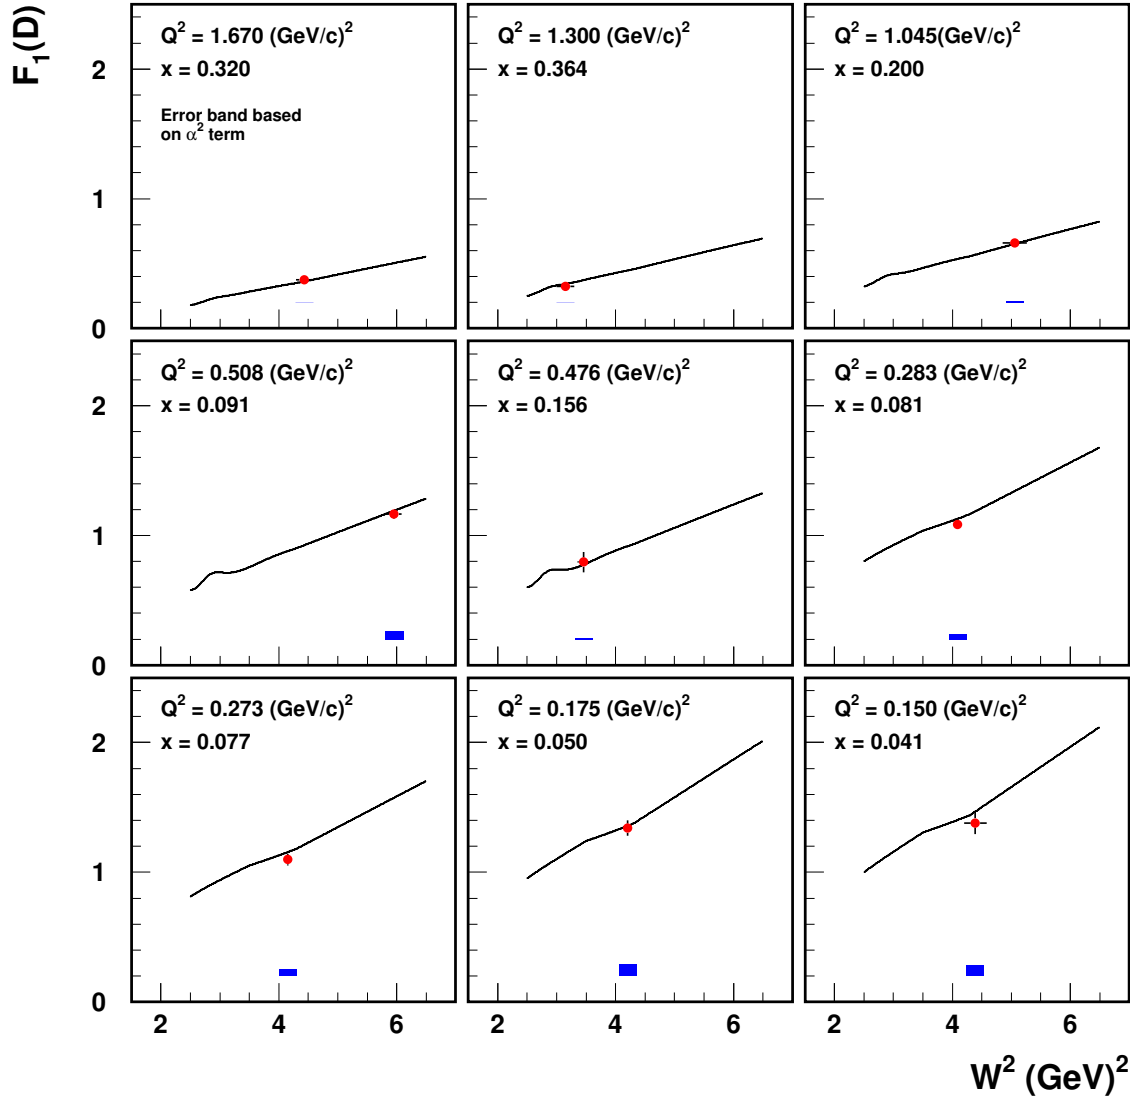 F₁(D)
Q² = 1.670 (GeV/c)²
x = 0.320
Error band based
on α² term
Q² = 1.300 (GeV/c)²
x = 0.364
Q² = 1.045(GeV/c)²
x = 0.200
2
1
0
Q² = 0.508 (GeV/c)²
x = 0.091
Q² = 0.476 (GeV/c)²
x = 0.156
Q² = 0.283 (GeV/c)²
x = 0.081
2
1
0
Q² = 0.273 (GeV/c)²
x = 0.077
Q² = 0.175 (GeV/c)²
x = 0.050
Q² = 0.150 (GeV/c)²
x = 0.041
2
1
0
2 4 6 2 4 6 2 4 6
W² (GeV)²